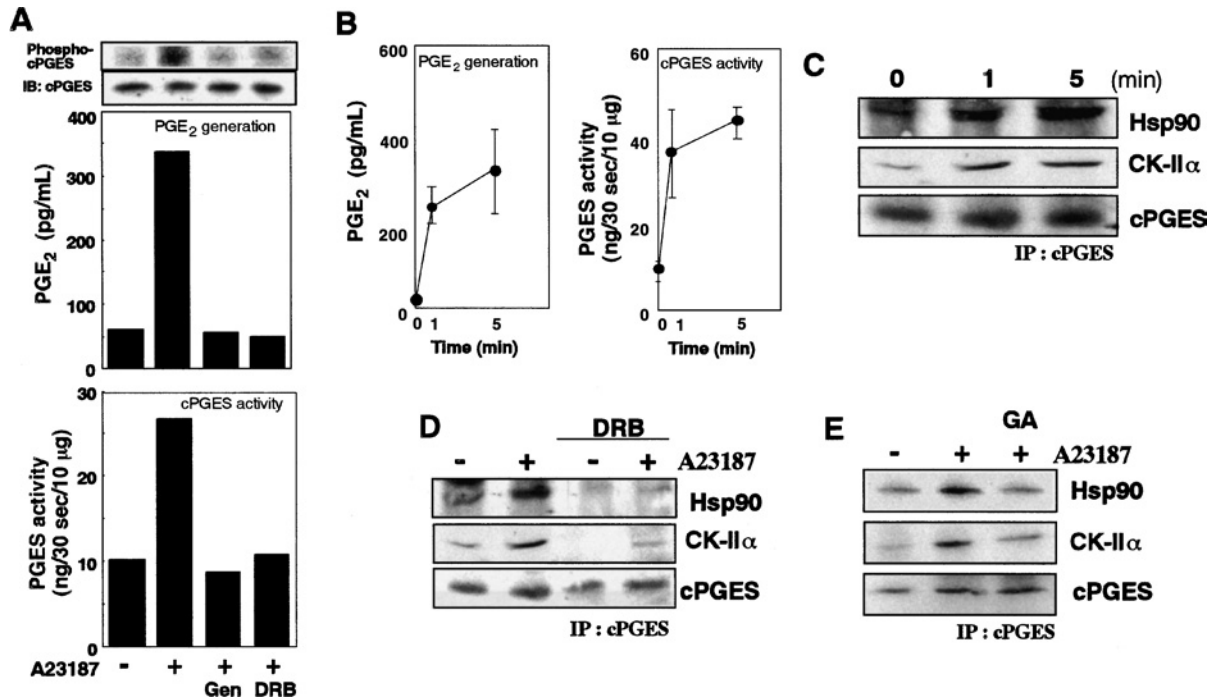 A
Phospho-
cPGES
IB: cPGES
400
300
200
100
0
PGE2 (pg/mL)
PGE2 generation
30
20
10
0
PGES activity
(ng/30 sec/10 µg)
cPGES activity
A23187 - + + +
Gen DRB
B
600
400
200
0
PGE2 (pg/mL)
PGE2 generation
0 1 5
Time (min)
60
40
20
0
PGES activity
(ng/30 sec/10 µg)
cPGES activity
0 1 5
Time (min)
C
0 1 5 (min)
Hsp90
CK-IIα
cPGES
IP : cPGES
D
DRB
- + - + A23187
Hsp90
CK-IIα
cPGES
IP : cPGES
E
GA
- + + A23187
Hsp90
CK-IIα
cPGES
IP : cPGES